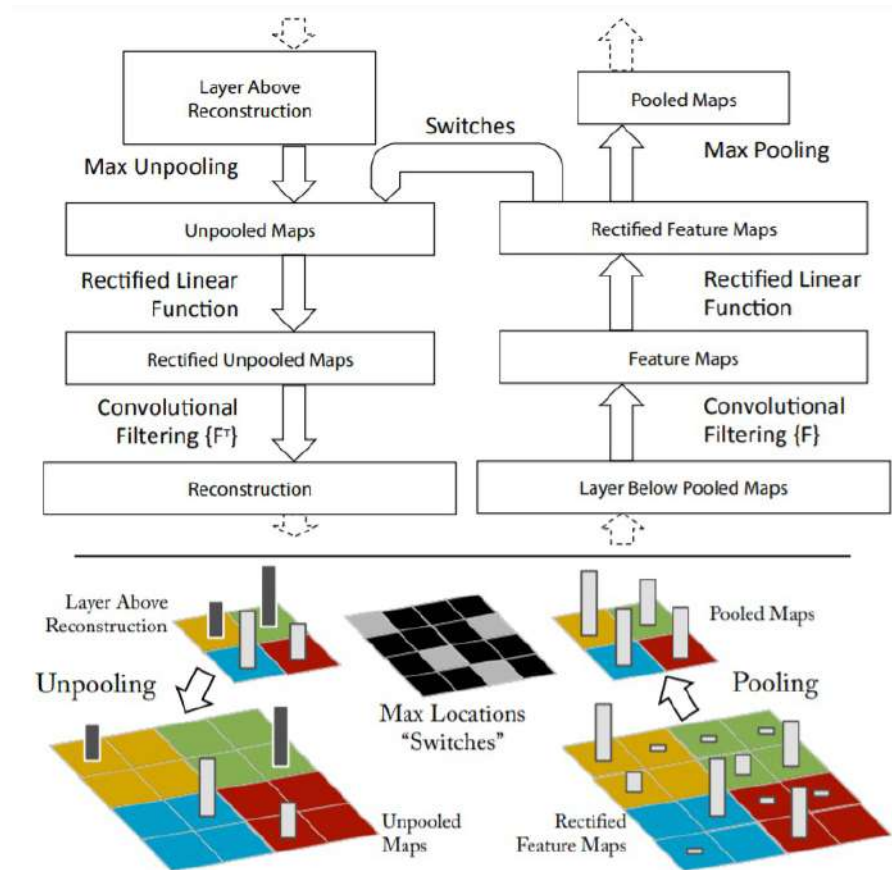 Layer Above
Reconstruction
Pooled Maps
Switches
Max Unpooling
Max Pooling
Unpooled Maps
Rectified Feature Maps
Rectified Linear
Function
Rectified Linear
Function
Rectified Unpooled Maps
Feature Maps
Convolutional
Filtering {Fᵀ}
Convolutional
Filtering {F}
Reconstruction
Layer Below Pooled Maps
Layer Above
Reconstruction
Pooled Maps
Unpooling
Max Locations
“Switches”
Pooling
Unpooled
Maps
Rectified
Feature Maps